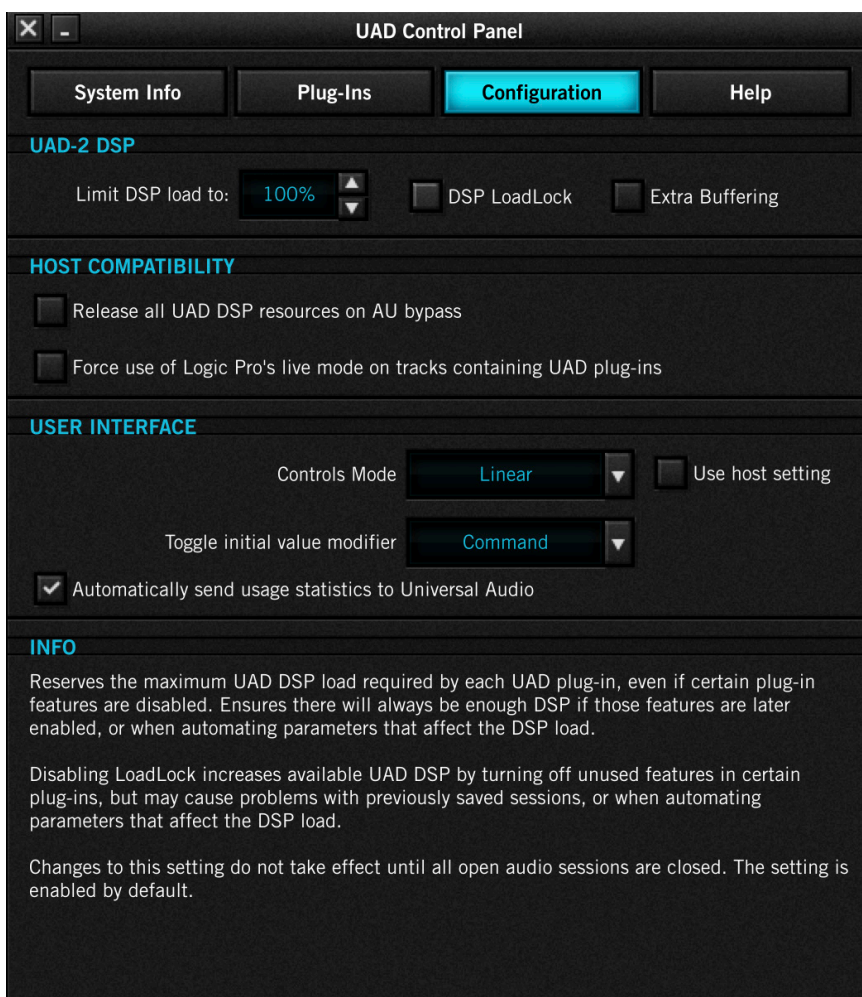 UAD Control Panel
System Info Plug-Ins Configuration Help
UAD-2 DSP
Limit DSP load to: 100% DSP LoadLock Extra Buffering
HOST COMPATIBILITY
Release all UAD DSP resources on AU bypass
Force use of Logic Pro's live mode on tracks containing UAD plug-ins
USER INTERFACE
Controls Mode Linear Use host setting
Toggle initial value modifier Command
Automatically send usage statistics to Universal Audio
INFO
Reserves the maximum UAD DSP load required by each UAD plug-in, even if certain plug-in
features are disabled. Ensures there will always be enough DSP if those features are later
enabled, or when automating parameters that affect the DSP load.
Disabling LoadLock increases available UAD DSP by turning off unused features in certain
plug-ins, but may cause problems with previously saved sessions, or when automating
parameters that affect the DSP load.
Changes to this setting do not take effect until all open audio sessions are closed. The setting is
enabled by default.